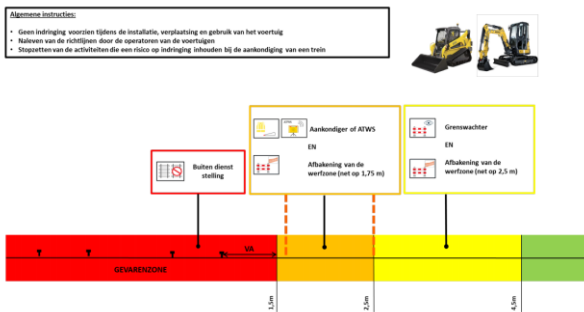 Algemene instructies:
• Geen indringing voorzien tijdens de installatie, verplaatsing en gebruik van het voertuig
• Naleven van de richtlijnen door de operatoren van de voertuigen
• Stopzetten van de activiteiten die een risico op indringing inhouden bij de aankondiging van een trein
Aankondiger of ATWS
EN
Afbakening van de
werfzone (net op 1,75 m)
Grenswachter
EN
Afbakening van de
werfzone (net op 2,5 m)
Buiten dienst
stelling
VA
GEVARENZONE
1,5m
2,5m
4,5m